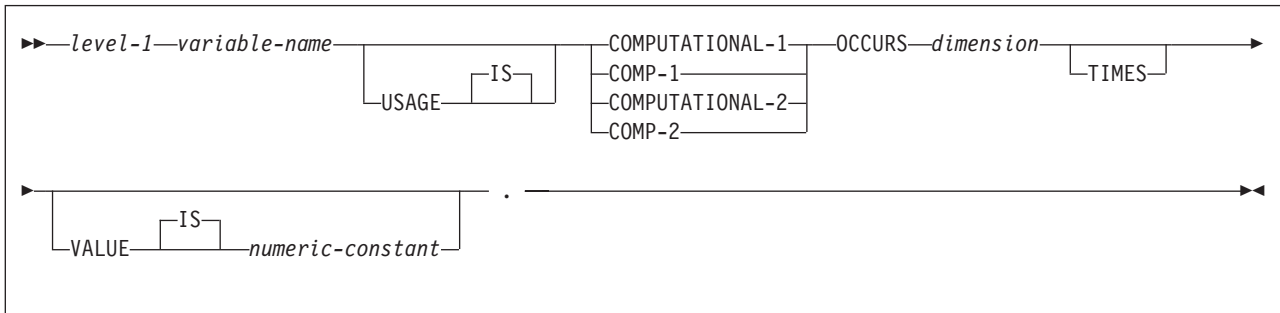 level-1 variable-name COMPUTATIONAL-1 OCCURS dimension
USAGE IS COMP-1 TIMES
COMPUTATIONAL-2
COMP-2
.
VALUE IS numeric-constant